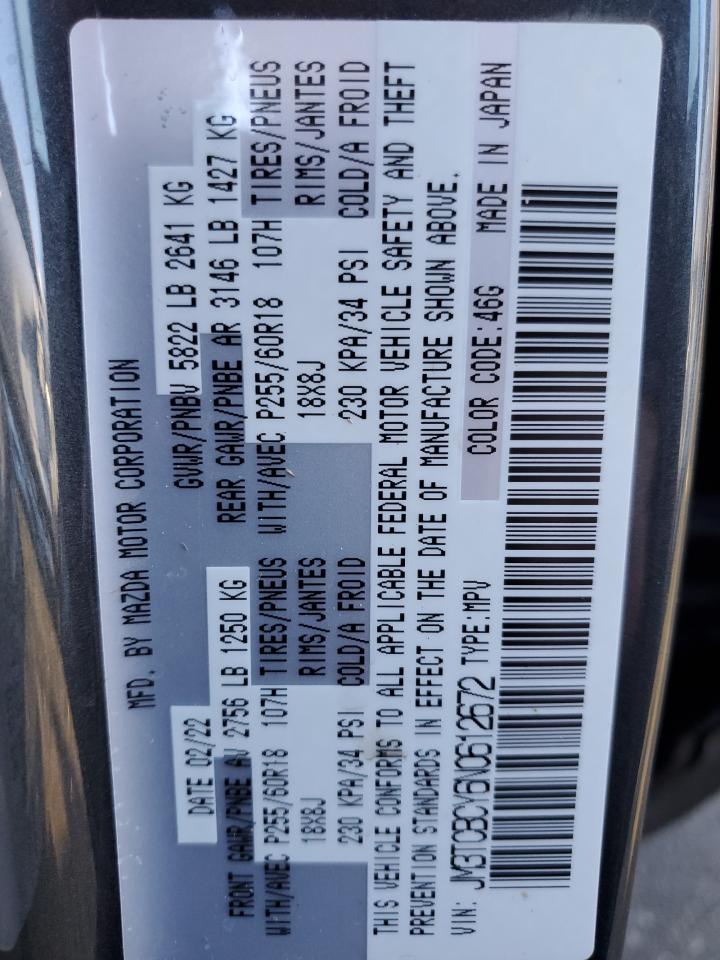 MFD. BY MAZDA MOTOR CORPORATION
DATE 02/22 GVWR/PNBV 5822 LB 2641 KG
FRONT GAWR/PNBE AV 2756 LB 1250 KG REAR GAWR/PNBE AR 3146 LB 1427 KG
WITH/AVEC P255/60R18 107H TIRES/PNEUS WITH/AVEC P255/60R18 107H TIRES/PNEUS
18X8J RIMS/JANTES 18X8J RIMS/JANTES
230 KPA/34 PSI COLD/A FROID 230 KPA/34 PSI COLD/A FROID
THIS VEHICLE CONFORMS TO ALL APPLICABLE FEDERAL MOTOR VEHICLE SAFETY AND THEFT
PREVENTION STANDARDS IN EFFECT ON THE DATE OF MANUFACTURE SHOWN ABOVE.
VIN: JM3TCBCY6N0612672 TYPE:MPV COLOR CODE:46G MADE IN JAPAN